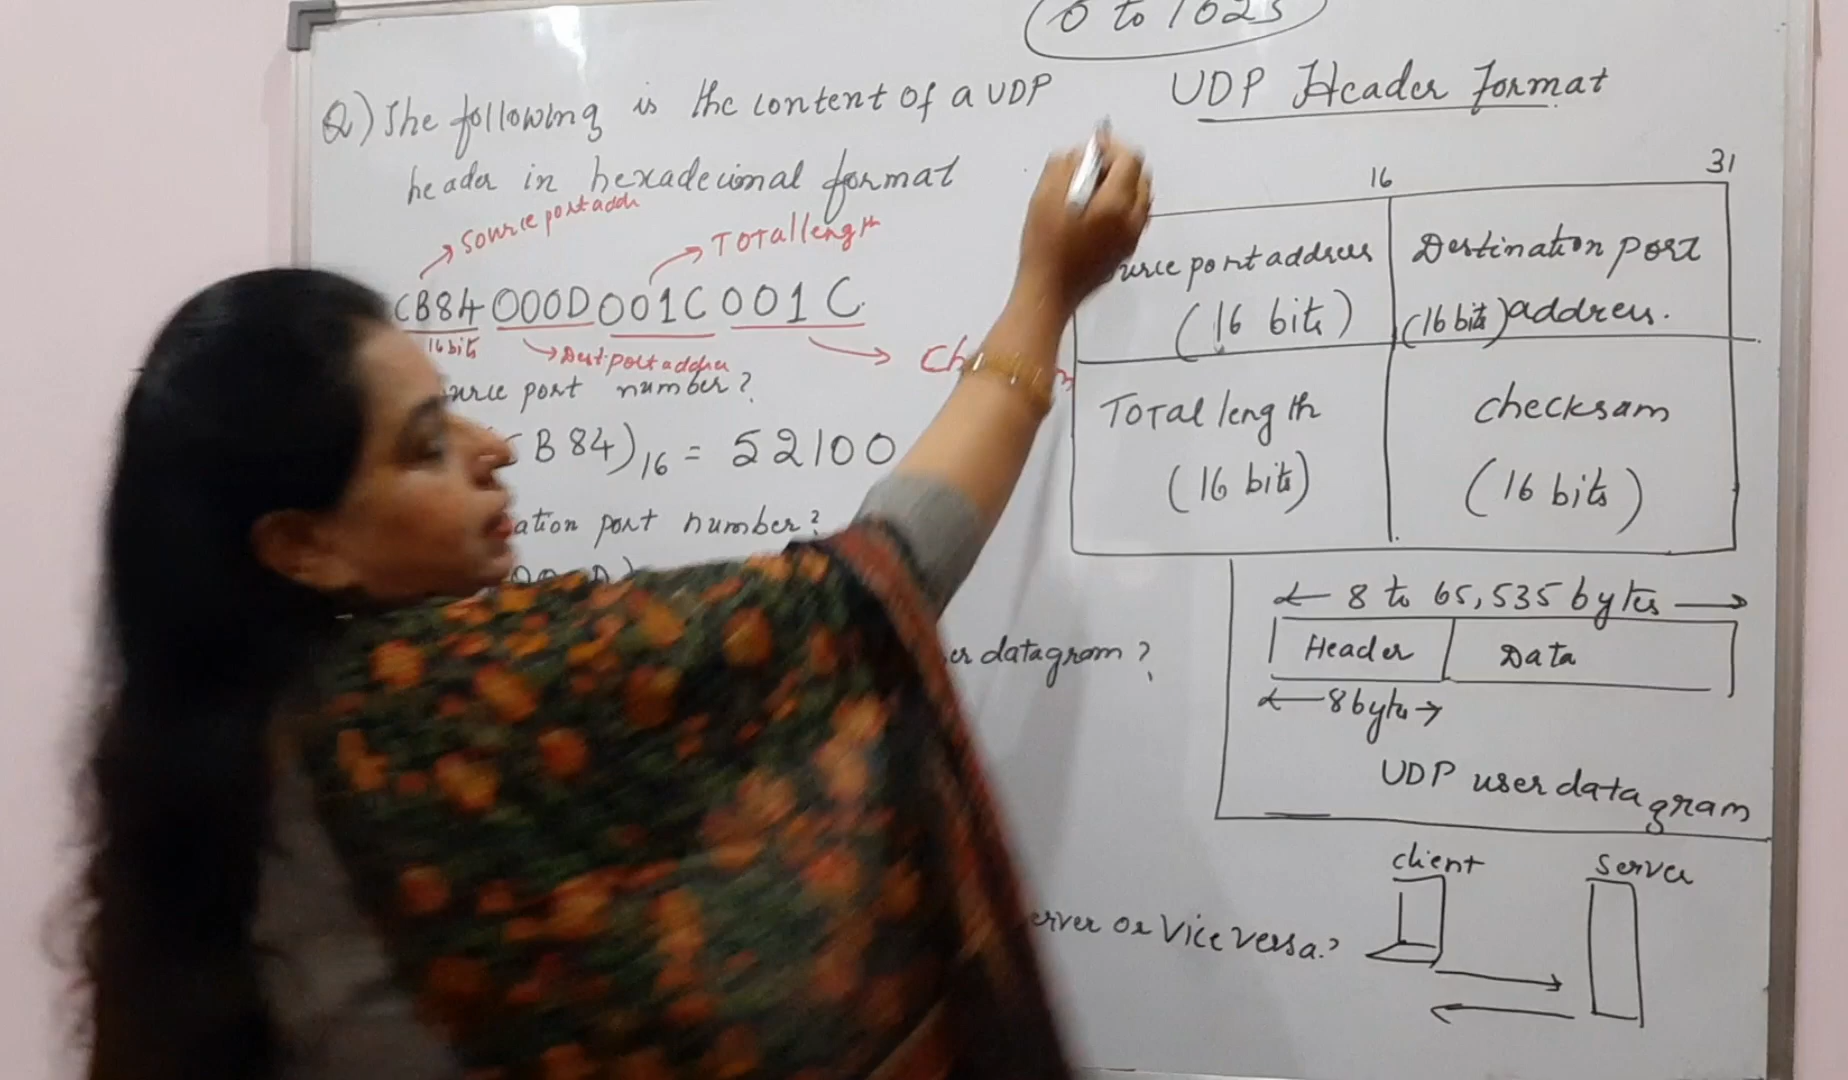 0 to 1023
Q) The following is the content of a UDP
header in hexadecimal format
Source port addr
Total length
CB84 000D 001C 001C.
16 bits
Dest. port address
port number?
B84)16 = 52100
port number?
datagram?
or Vice versa?
UDP Header Format
16
31
port address
(16 bits)
Destination port
(16 bits) address.
Total length
(16 bits)
checksam
(16 bits)
8 to 65,535 bytes
Header
Data
8 bytes
UDP user datagram
client
Server